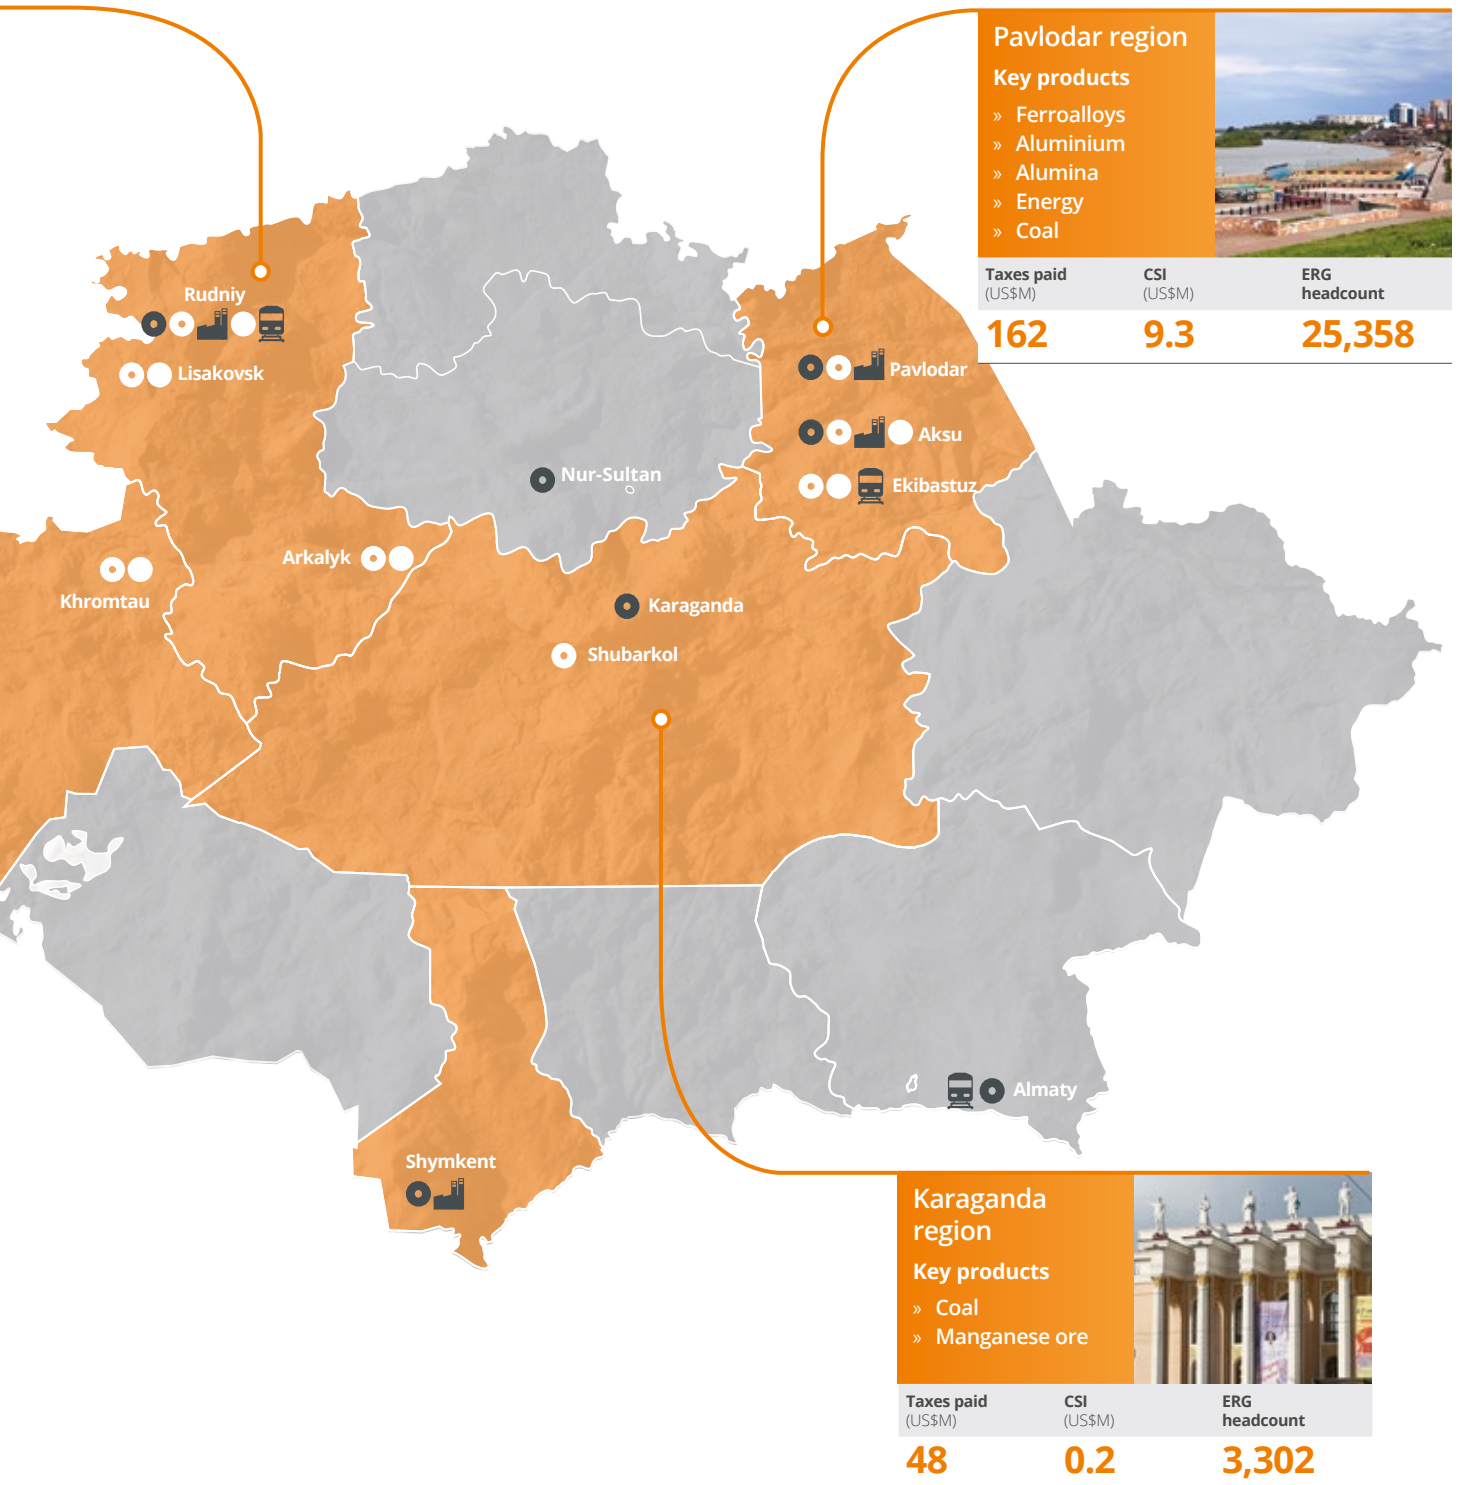 Pavlodar region
Key products
» Ferroalloys
» Aluminium
» Alumina
» Energy
» Coal
Taxes paid
(US$M)
CSI
(US$M)
ERG
headcount
162
9.3
25,358
Rudniy
Lisakovsk
Pavlodar
Aksu
Nur-Sultan
Ekibastuz
Arkalyk
Khromtau
Karaganda
Shubarkol
Almaty
Shymkent
Karaganda
region
Key products
» Coal
» Manganese ore
Taxes paid
(US$M)
CSI
(US$M)
ERG
headcount
48
0.2
3,302